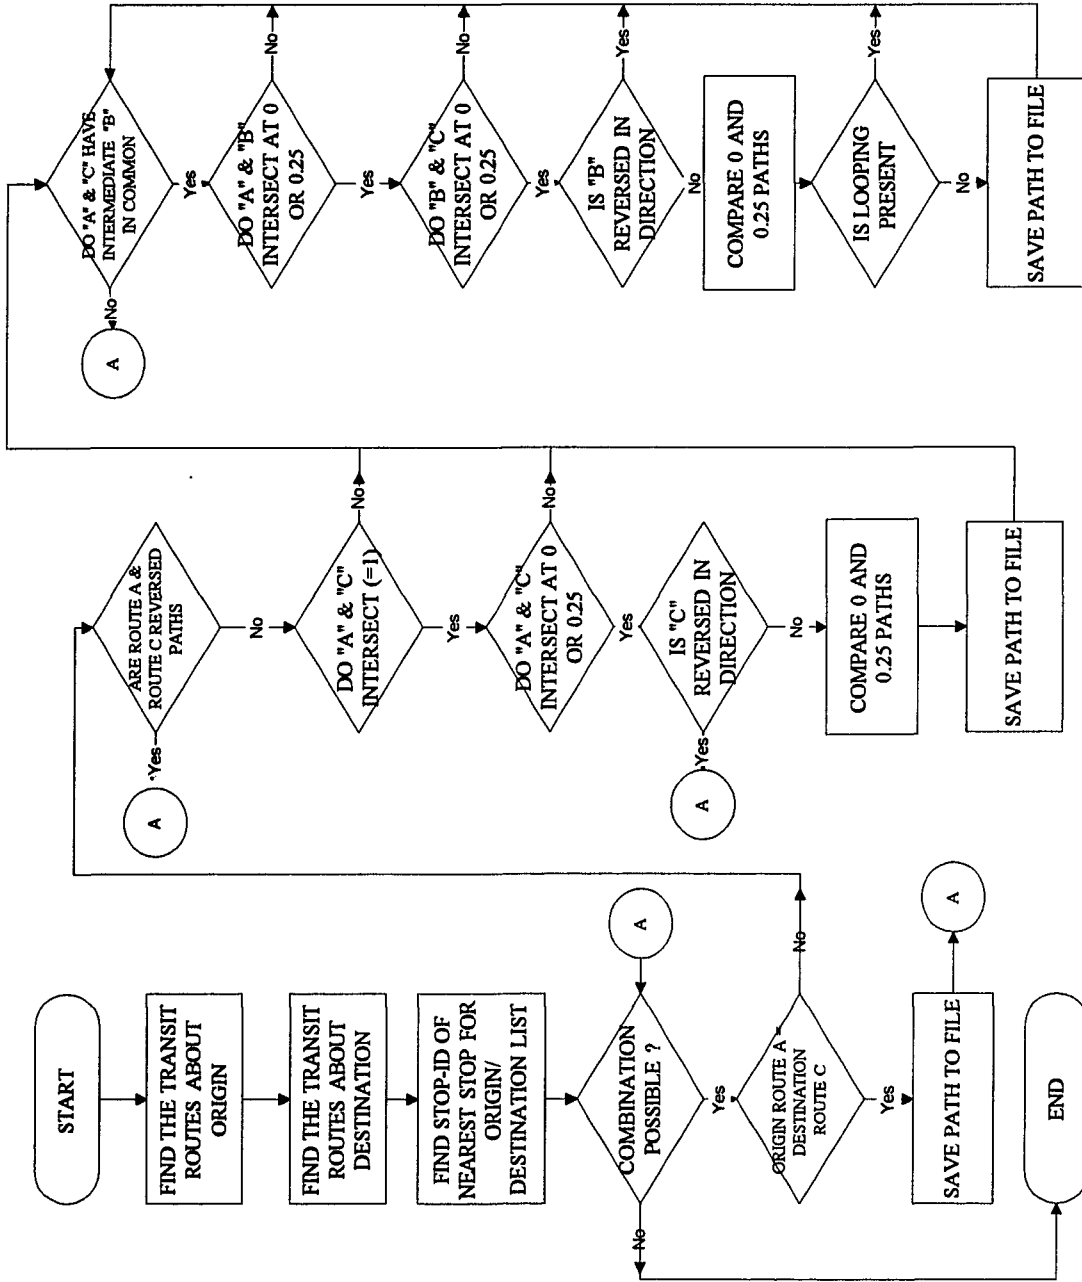 START
FIND THE TRANSIT
ROUTES ABOUT
ORIGIN
FIND THE TRANSIT
ROUTES ABOUT
DESTINATION
FIND STOP-ID OF
NEAREST STOP FOR
ORIGIN/
DESTINATION LIST
A
COMBINATION
POSSIBLE ?
No
Yes
ORIGIN ROUTE A =
DESTINATION
ROUTE C
No
Yes
SAVE PATH TO FILE
A
END
ARE ROUTE A &
ROUTE C REVERSED
PATHS
Yes
A
No
DO "A" & "C"
INTERSECT (=1)
No
Yes
DO "A" & "C"
INTERSECT AT 0
OR 0.25
No
Yes
IS "C"
REVERSED IN
DIRECTION
Yes
A
No
COMPARE 0 AND
0.25 PATHS
SAVE PATH TO FILE
DO "A" & "C" HAVE
INTERMEDIATE "B"
IN COMMON
No
A
Yes
DO "A" & "B"
INTERSECT AT 0
OR 0.25
No
Yes
DO "B" & "C"
INTERSECT AT 0
OR 0.25
No
Yes
IS "B"
REVERSED IN
DIRECTION
Yes
No
COMPARE 0 AND
0.25 PATHS
IS LOOPING
PRESENT
Yes
No
SAVE PATH TO FILE